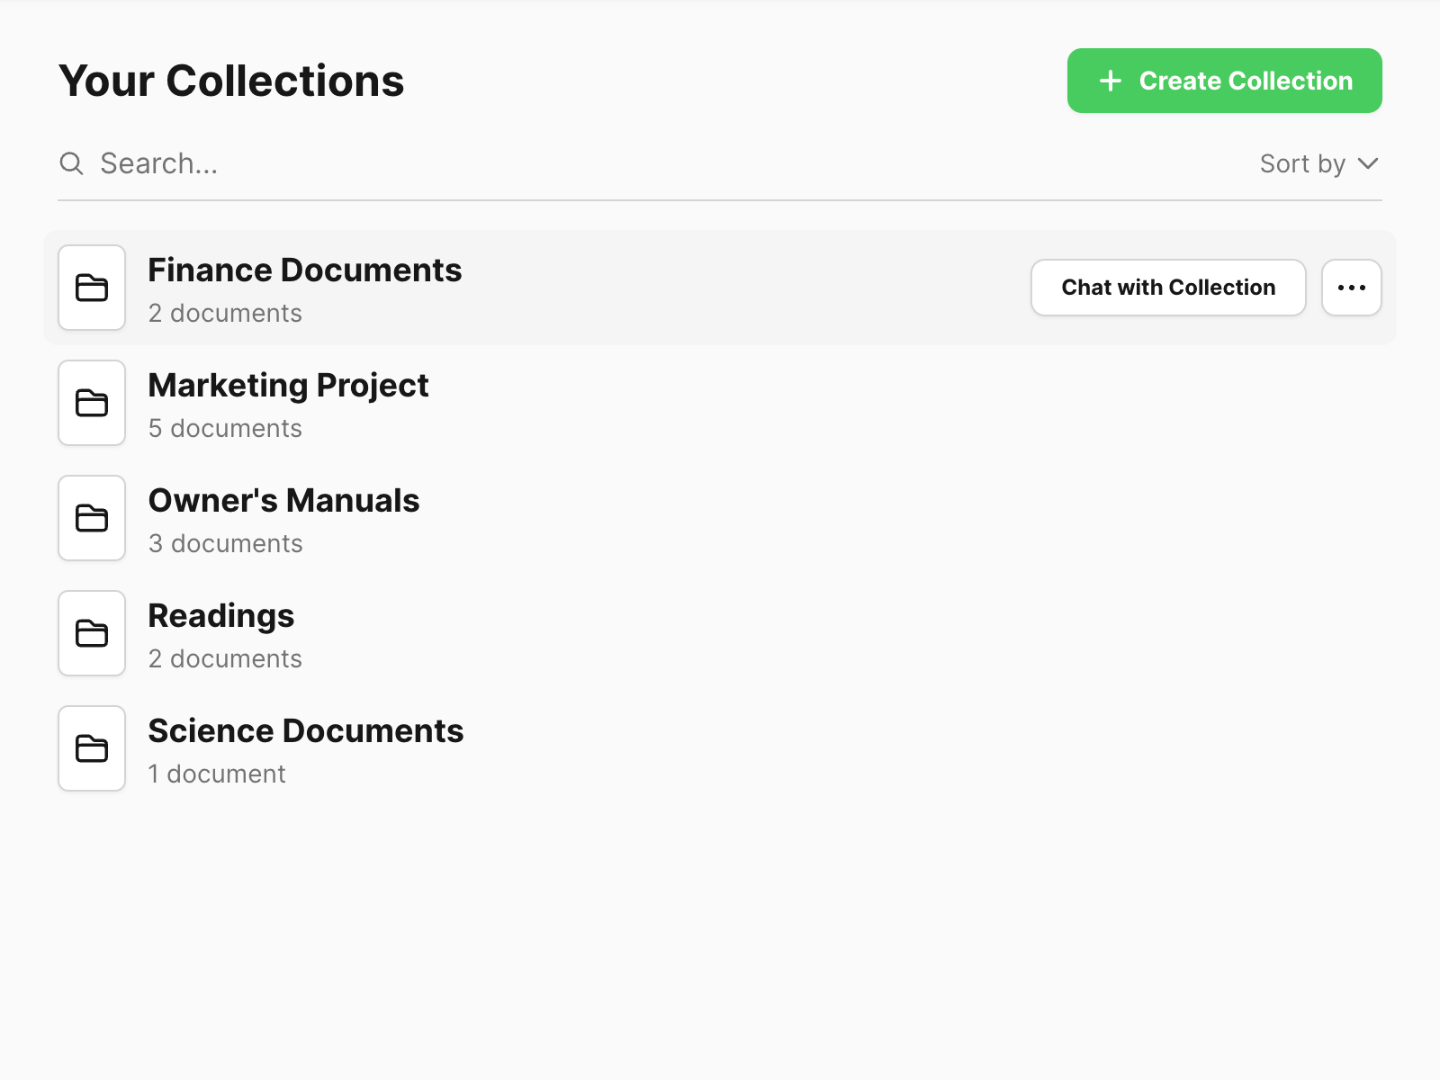 Your Collections
Create Collection
Search...
Sort by
Finance Documents
2 documents
Chat with Collection
Marketing Project
5 documents
Owner's Manuals
3 documents
Readings
2 documents
Science Documents
1 document